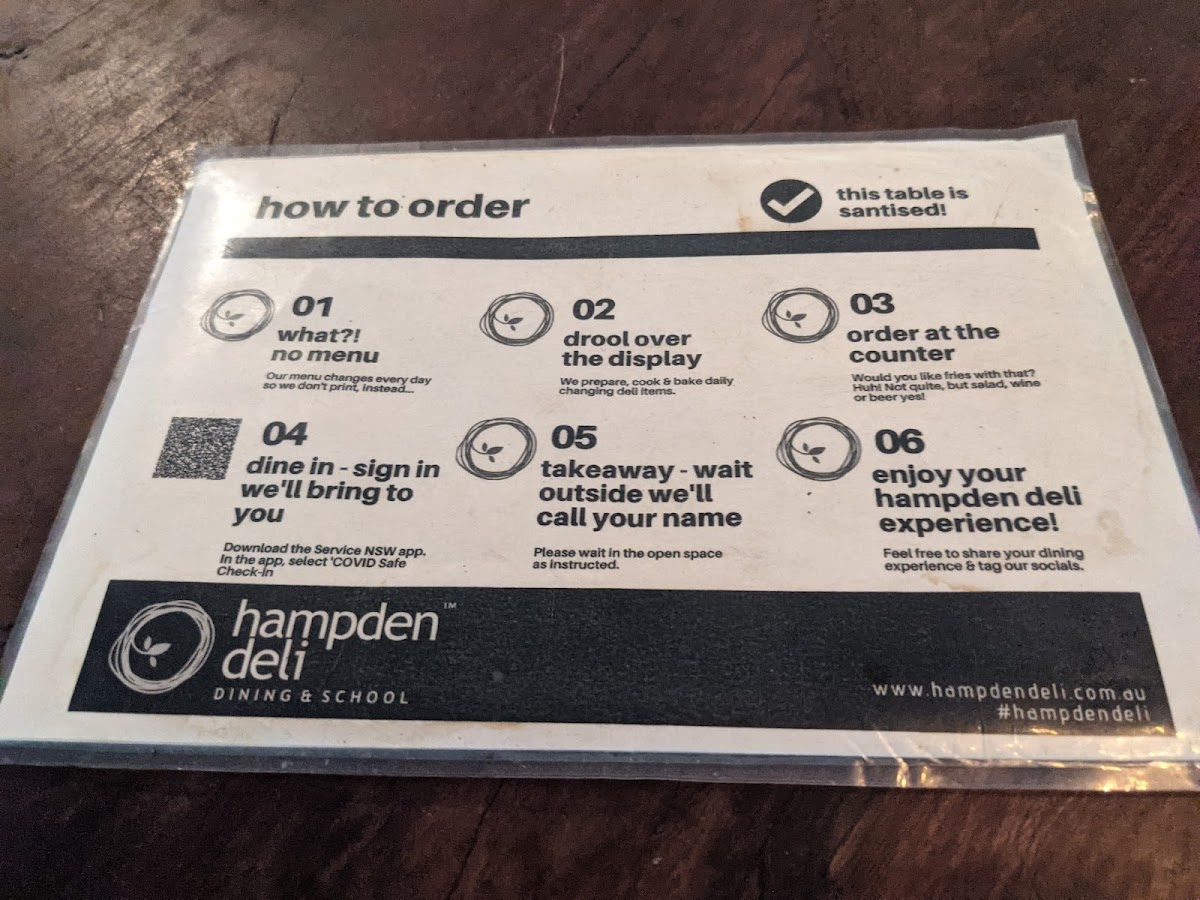 how to order
this table is
santised!
01
what?!
no menu
Our menu changes every day
so we don't print, instead...
02
drool over
the display
We prepare, cook & bake daily
changing deli items.
03
order at the
counter
Would you like fries with that?
Huh! Not quite, but salad, wine
or beer yes!
04
dine in - sign in
we'll bring to
you
Download the Service NSW app.
In the app, select 'COVID Safe
Check-in
05
takeaway - wait
outside we'll
call your name
Please wait in the open space
as instructed.
06
enjoy your
hampden deli
experience!
Feel free to share your dining
experience & tag our socials.
hampden™
deli
DINING & SCHOOL
www.hampdendeli.com.au
#hampdendeli